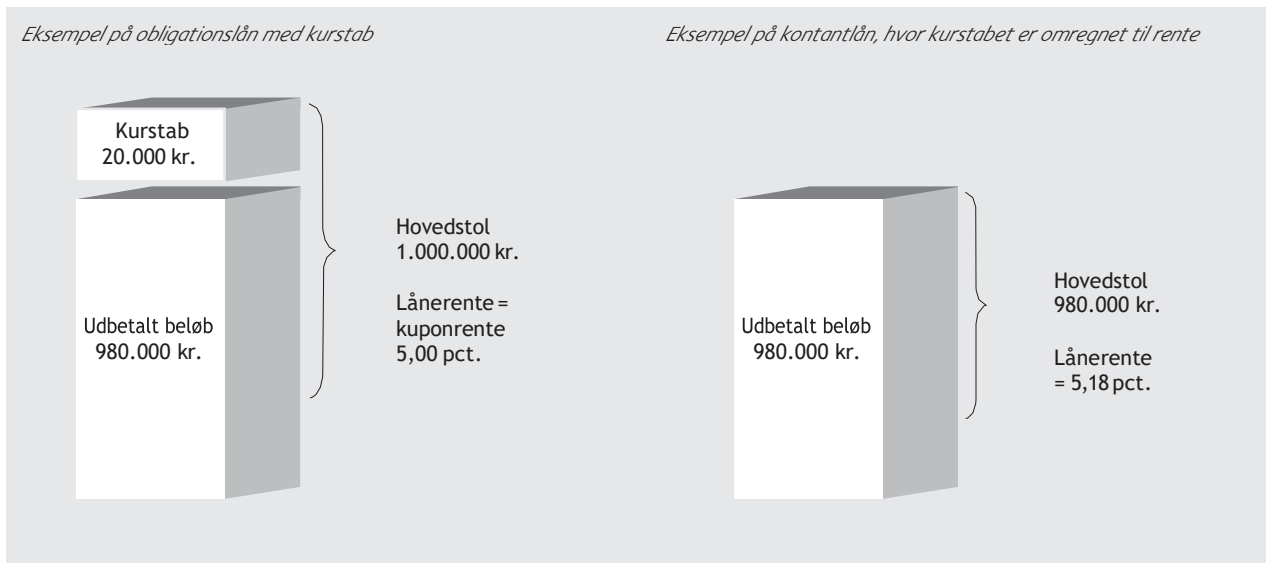 Eksempel på obligationslån med kurstab
Kurstab
20.000 kr.
Udbetalt beløb
980.000 kr.
Hovedstol
1.000.000 kr.
Lånerente =
kuponrente
5,00 pct.
Eksempel på kontantlån, hvor kurstabet er omregnet til rente
Udbetalt beløb
980.000 kr.
Hovedstol
980.000 kr.
Lånerente
= 5,18 pct.